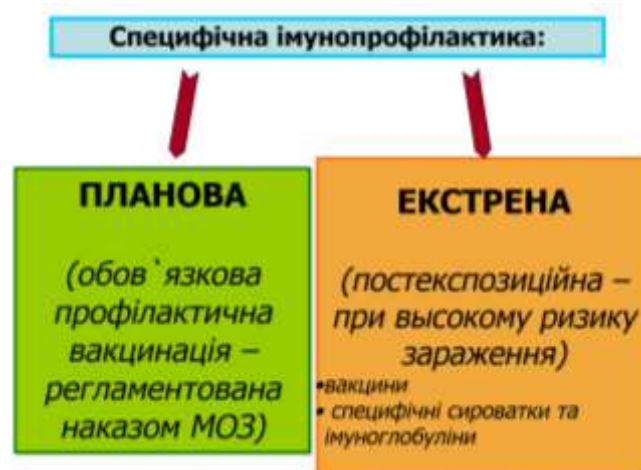 Специфічна імунопрофілактика:
ПЛАНОВА
(обов`язкова
профілактична
вакцинація –
регламентована
наказом МОЗ)
ЕКСТРЕНА
(постекспозиційна –
при высокому ризику
зараження)
•вакцини
• специфічні сироватки та
імуноглобуліни